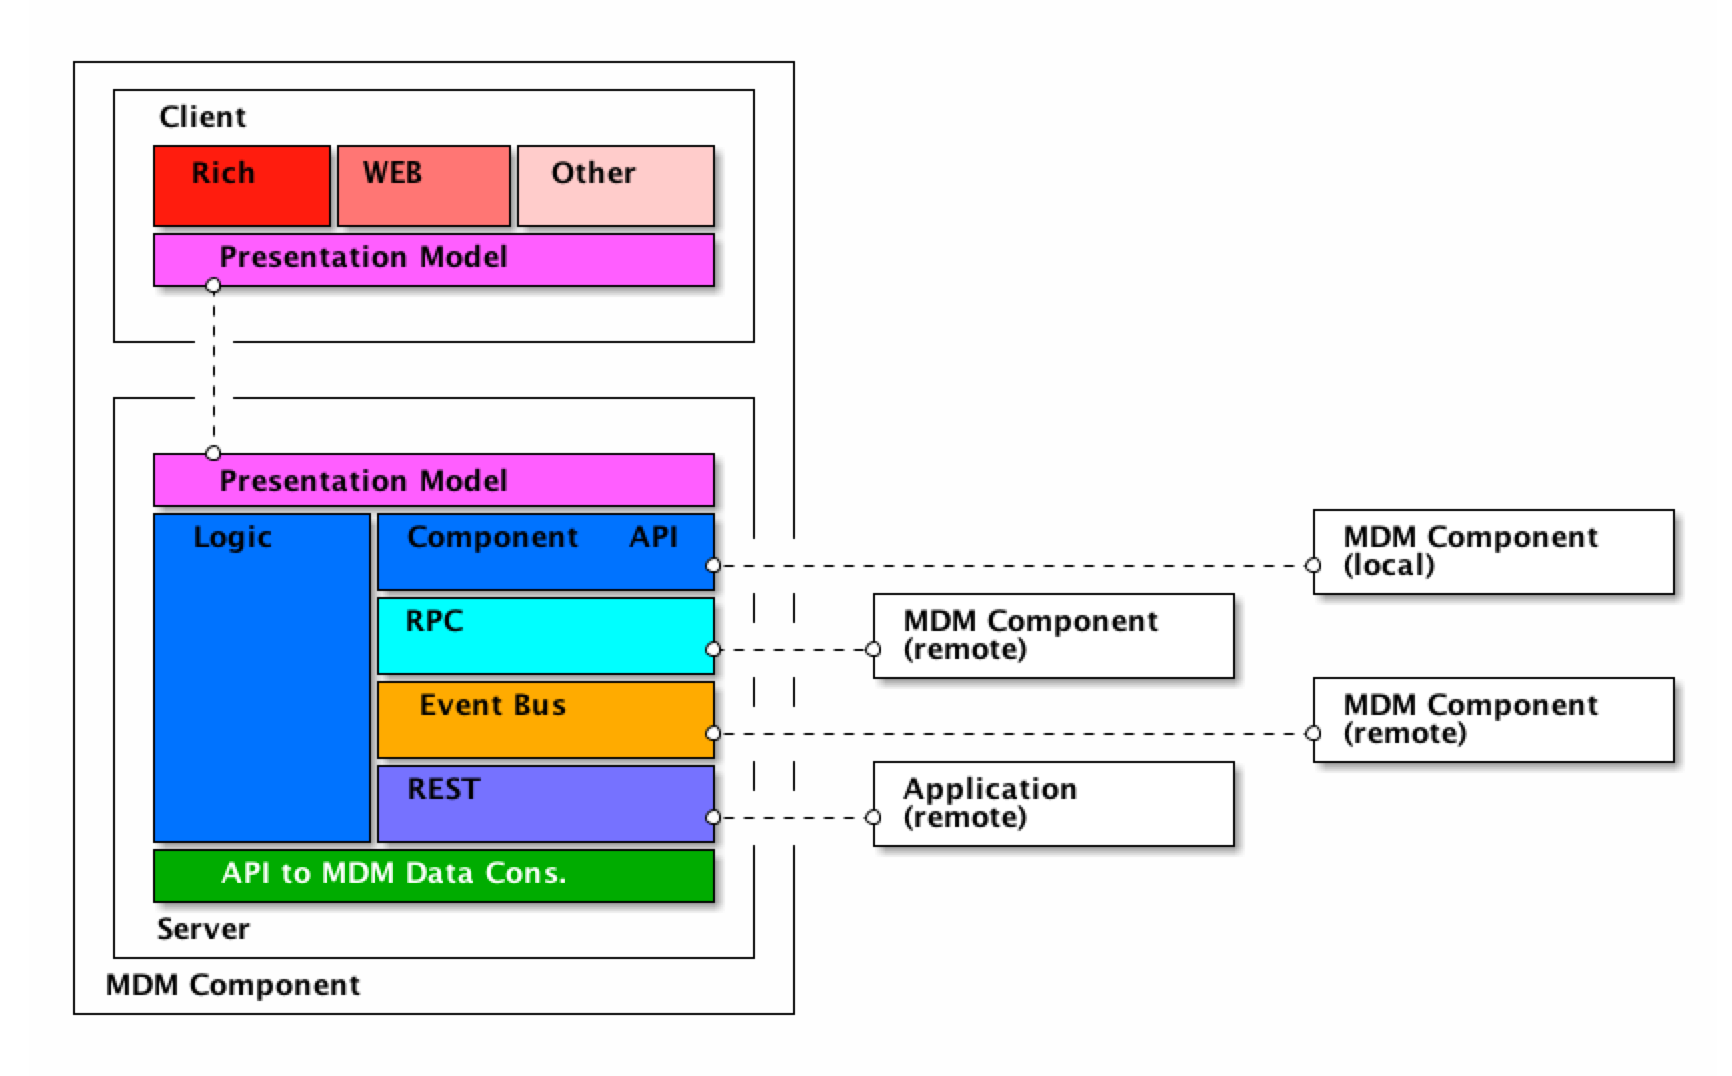 Client
Rich
WEB
Other
Presentation Model
Presentation Model
Logic
Component API
MDM Component
(local)
RPC
MDM Component
(remote)
Event Bus
MDM Component
(remote)
REST
Application
(remote)
API to MDM Data Cons.
Server
MDM Component